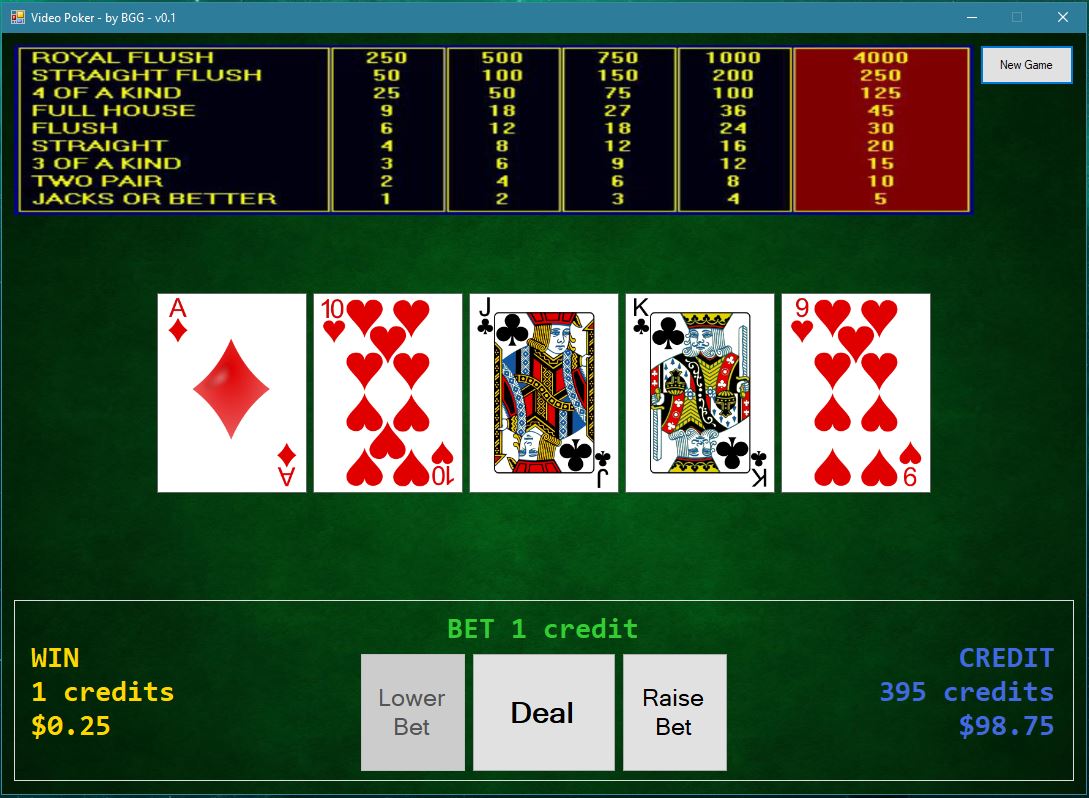 Video Poker - by BGG - v0.1
ROYAL FLUSH 250 500 750 1000 4000
STRAIGHT FLUSH 50 100 150 200 250
4 OF A KIND 25 50 75 100 125
FULL HOUSE 9 18 27 36 45
FLUSH 6 12 18 24 30
STRAIGHT 4 8 12 16 20
3 OF A KIND 3 6 9 12 15
TWO PAIR 2 4 6 8 10
JACKS OR BETTER 1 2 3 4 5
New Game
A 10 J K 9
A 10 J K 9
BET 1 credit
WIN
1 credits
$0.25
Lower
Bet
Deal
Raise
Bet
CREDIT
395 credits
$98.75